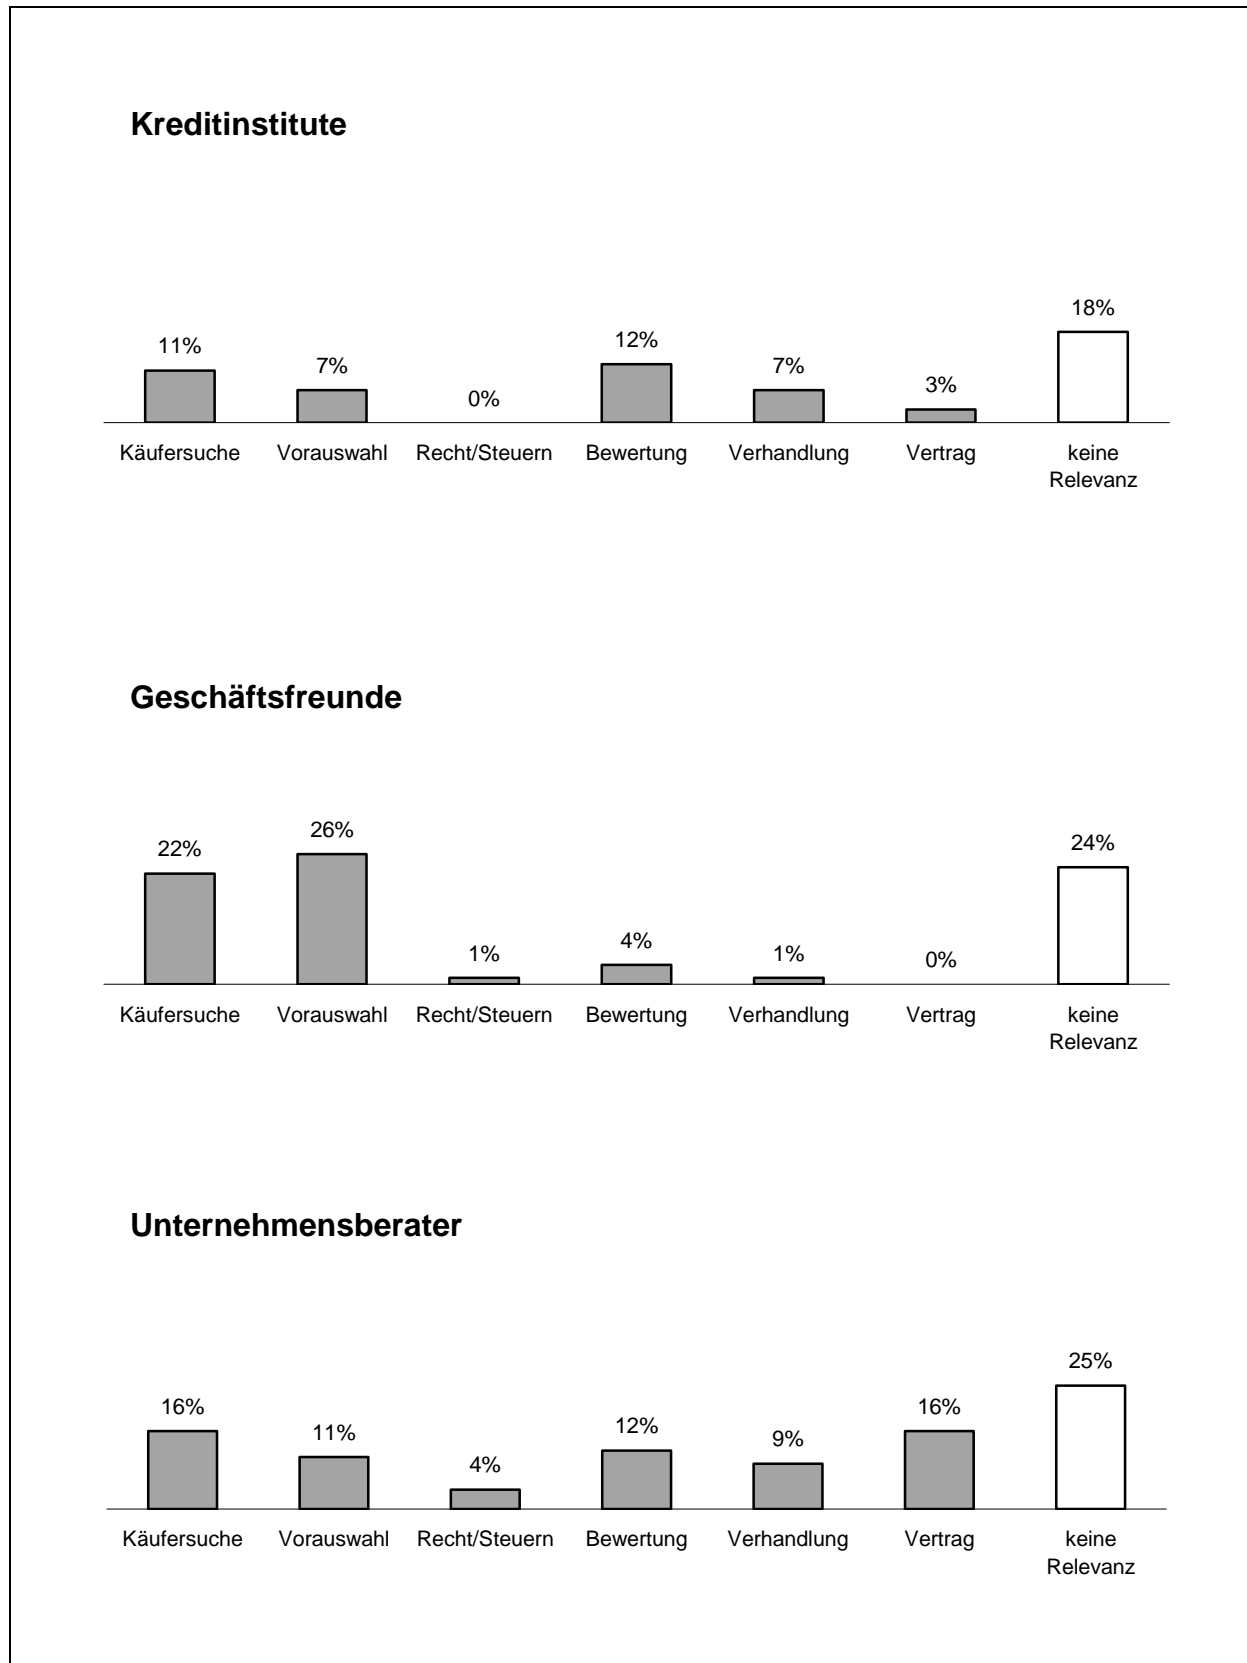 Kreditinstitute
11%
7%
0%
12%
7%
3%
18%
Käufersuche Vorauswahl Recht/Steuern Bewertung Verhandlung Vertrag keine
Relevanz
Geschäftsfreunde
22%
26%
1%
4%
1%
0%
24%
Käufersuche Vorauswahl Recht/Steuern Bewertung Verhandlung Vertrag keine
Relevanz
Unternehmensberater
16%
11%
4%
12%
9%
16%
25%
Käufersuche Vorauswahl Recht/Steuern Bewertung Verhandlung Vertrag keine
Relevanz